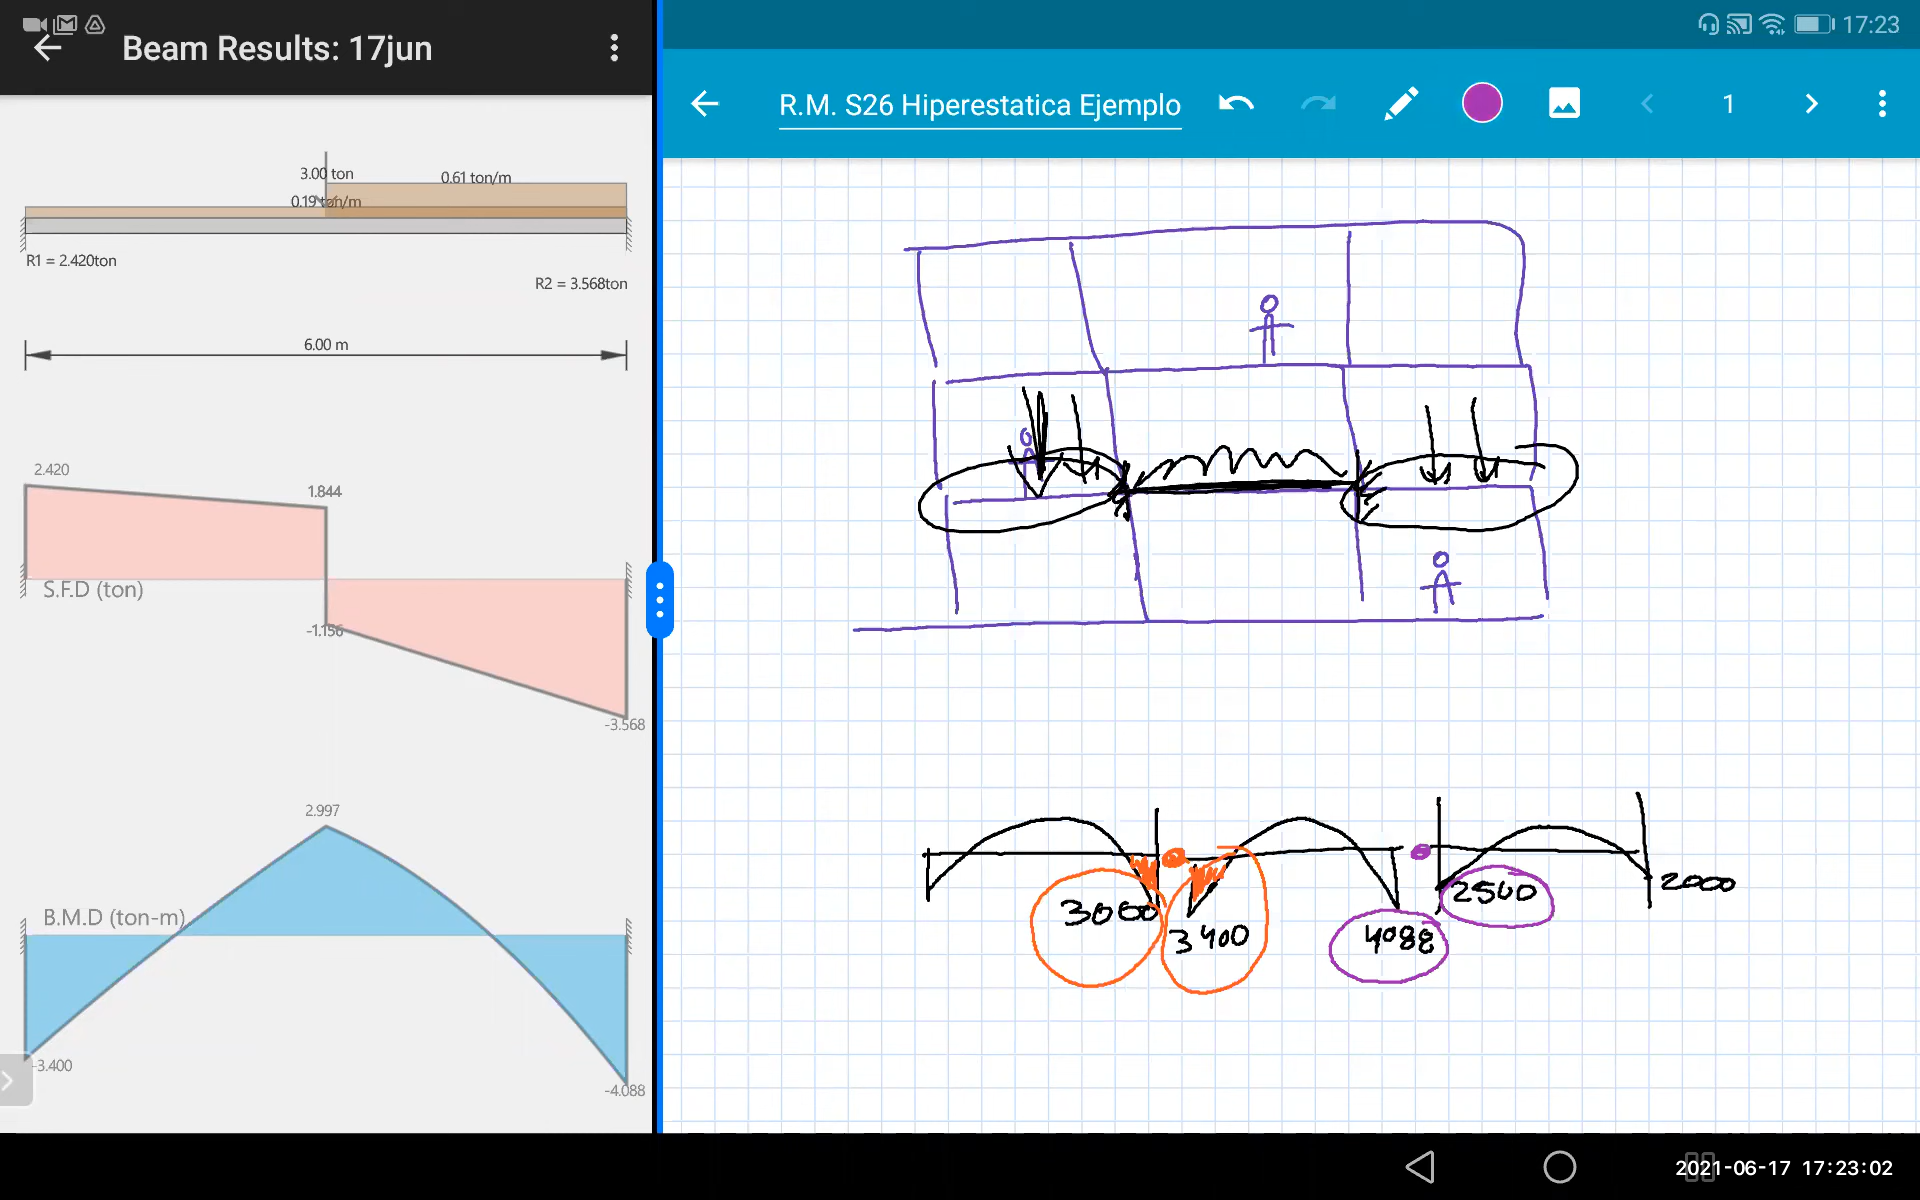 Beam Results: 17jun
3.00 ton
0.61 ton/m
0.19 ton/m
R1 = 2.420ton
R2 = 3.568ton
6.00 m
2.420
1.844
S.F.D (ton)
-1.156
-3.568
2.997
B.M.D (ton-m)
-3.400
-4.088
17:23
R.M. S26 Hiperestatica Ejemplo
1
3000
3400
4088
2500
2000
2021-06-17 17:23:02